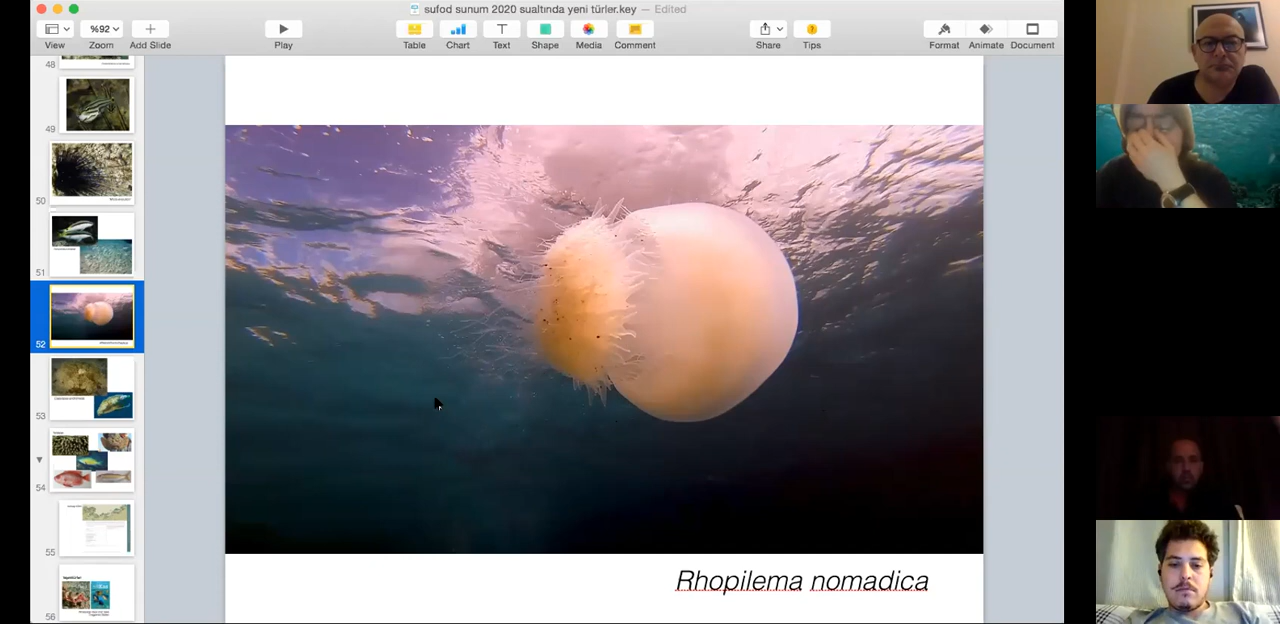 sufod sunum 2020 sualtında yeni türler.key — Edited
%92
View
Zoom
Add Slide
Play
Table
Chart
Text
Shape
Media
Comment
Share
Tips
Format
Animate
Document
48
49
50
51
52
53
54
55
56
Rhopilema nomadica